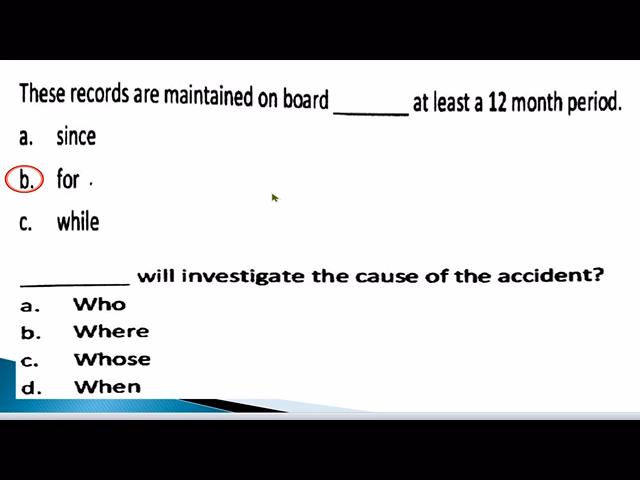 These records are maintained on board ________ at least a 12 month period.
a. since
b. for .
c. while
__________ will investigate the cause of the accident?
a. Who
b. Where
c. Whose
d. When